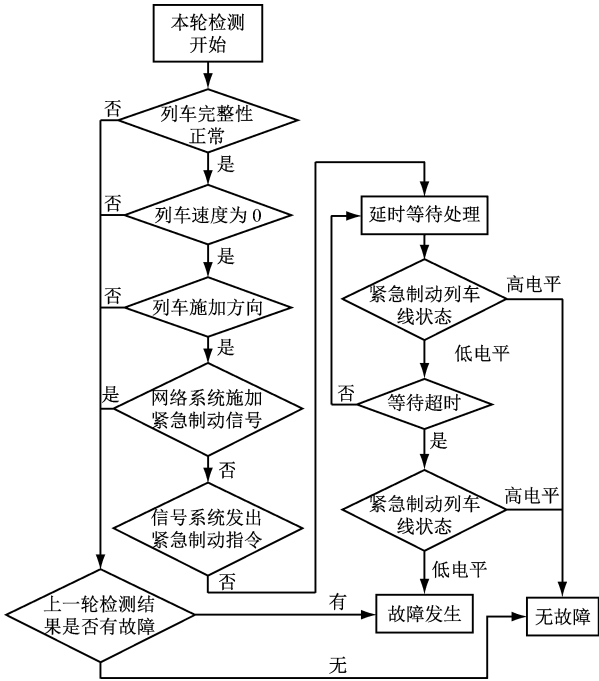 本轮检测
开始
否
列车完整性
正常
是
否
列车速度为 0
是
否
列车施加方向
是
是
网络系统施加
紧急制动信号
否
信号系统发出
紧急制动指令
否
延时等待处理
紧急制动列车
线状态
高电平
低电平
否
等待超时
是
紧急制动列车
线状态
高电平
低电平
上一轮检测结
果是否有故障
有
故障发生
无故障
无